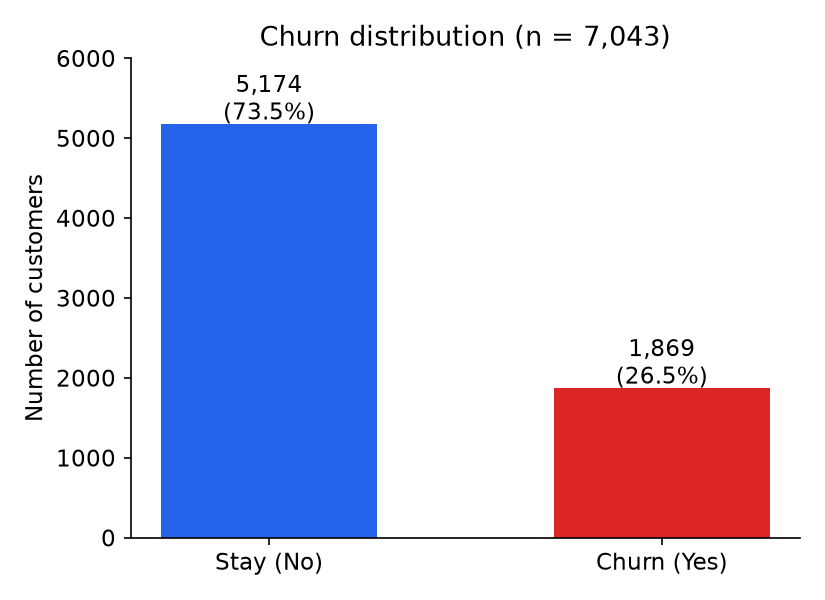 Churn distribution (n = 7,043)
Number of customers
6000
5000
4000
3000
2000
1000
0
5,174
(73.5%)
1,869
(26.5%)
Stay (No)
Churn (Yes)